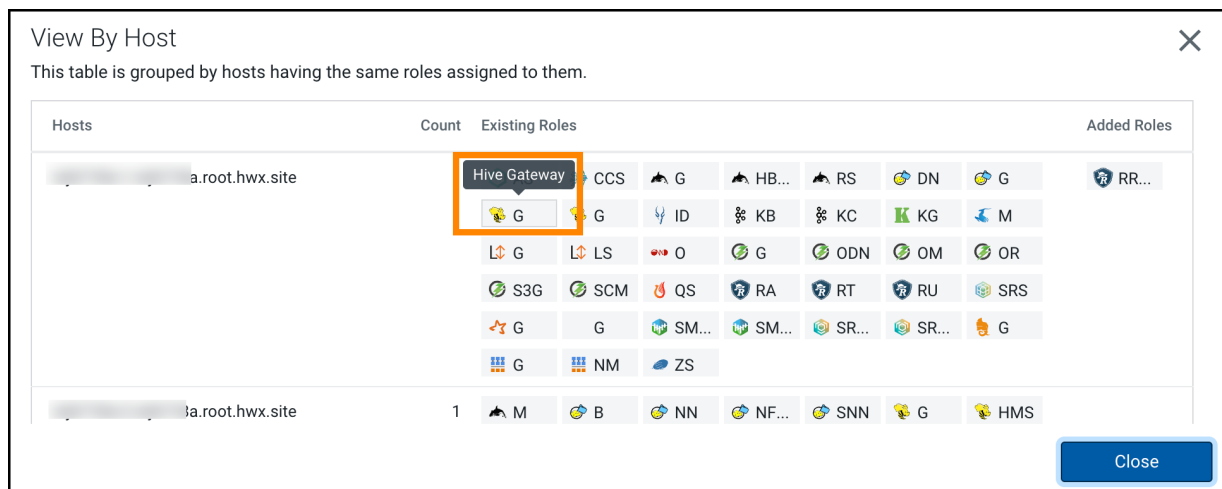 View By Host
This table is grouped by hosts having the same roles assigned to them.
Hosts Count Existing Roles Added Roles
a.root.hwx.site Hive Gateway CCS G HB... RS DN G RR...
G G ID KB KC KG M
G LS O G ODN OM OR
S3G SCM QS RA RT RU SRS
G G SM... SM... SR... SR... G
G NM ZS
a.root.hwx.site 1 M B NN NF... SNN G HMS
Close